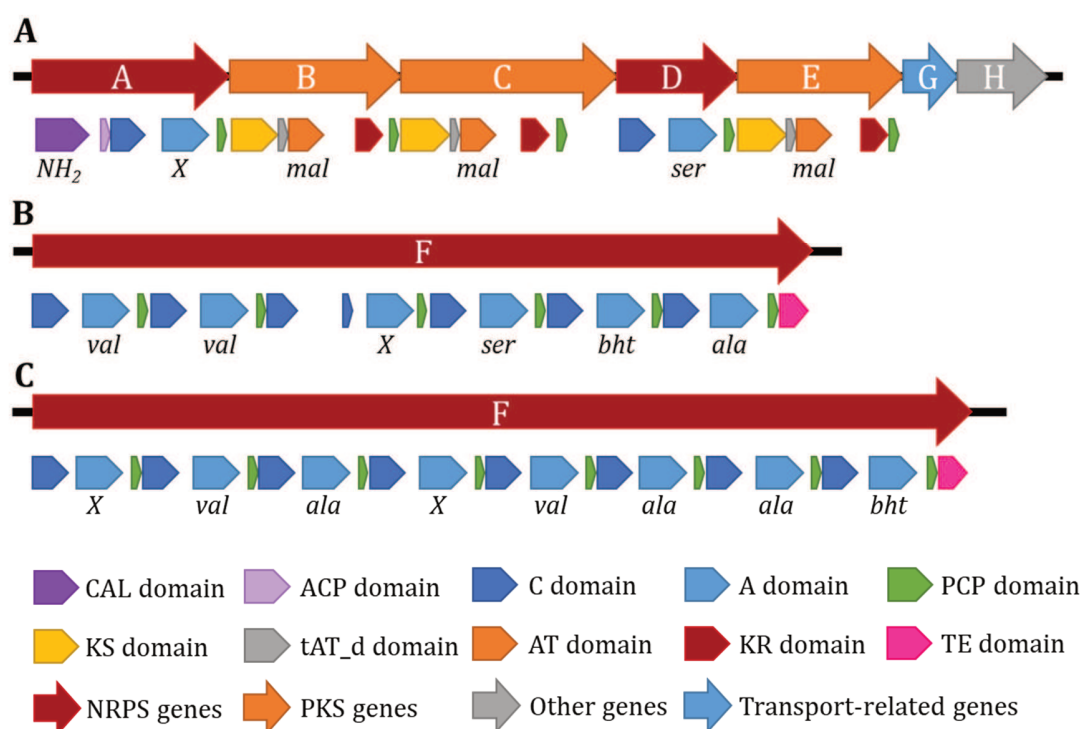 A
A B C D E G H
NH2 X mal mal ser mal
B
F
val val X ser bht ala
C
F
X val ala X val ala ala bht
CAL domain ACP domain C domain A domain PCP domain
KS domain tAT_d domain AT domain KR domain TE domain
NRPS genes PKS genes Other genes Transport-related genes